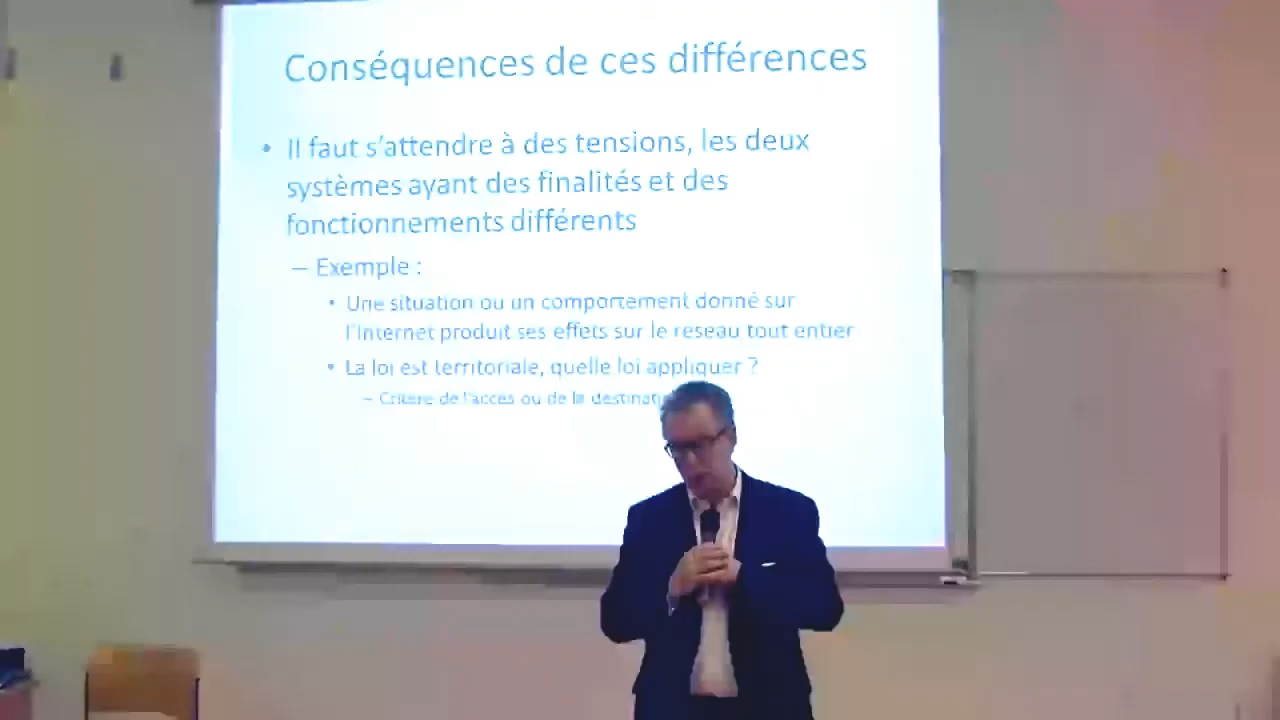 Conséquences de ces différences
• Il faut s'attendre à des tensions, les deux
systèmes ayant des finalités et des
fonctionnements différents
– Exemple :
• Une situation ou un comportement donné sur
l'Internet produit ses effets sur le réseau tout entier
• La loi est territoriale, quelle loi appliquer ?
– Critère de l'accès ou de la